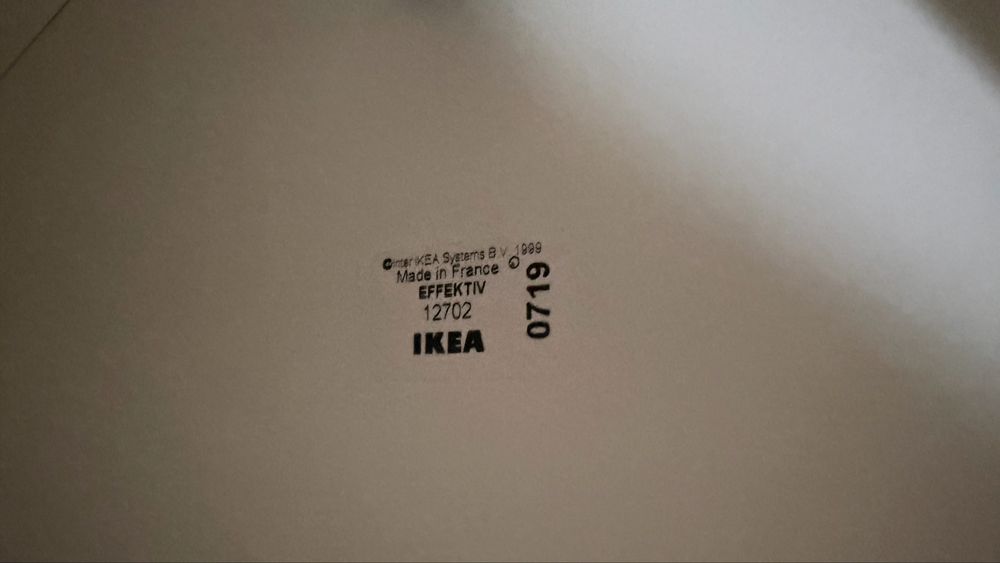 ©Inter IKEA Systems B.V. 1999
Made in France
EFFEKTIV
12702
IKEA
0719